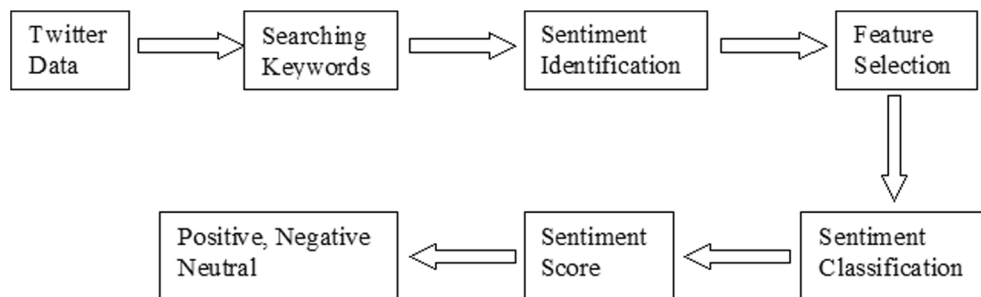 Twitter
Data
Searching
Keywords
Sentiment
Identification
Feature
Selection
Sentiment
Classification
Sentiment
Score
Positive, Negative
Neutral